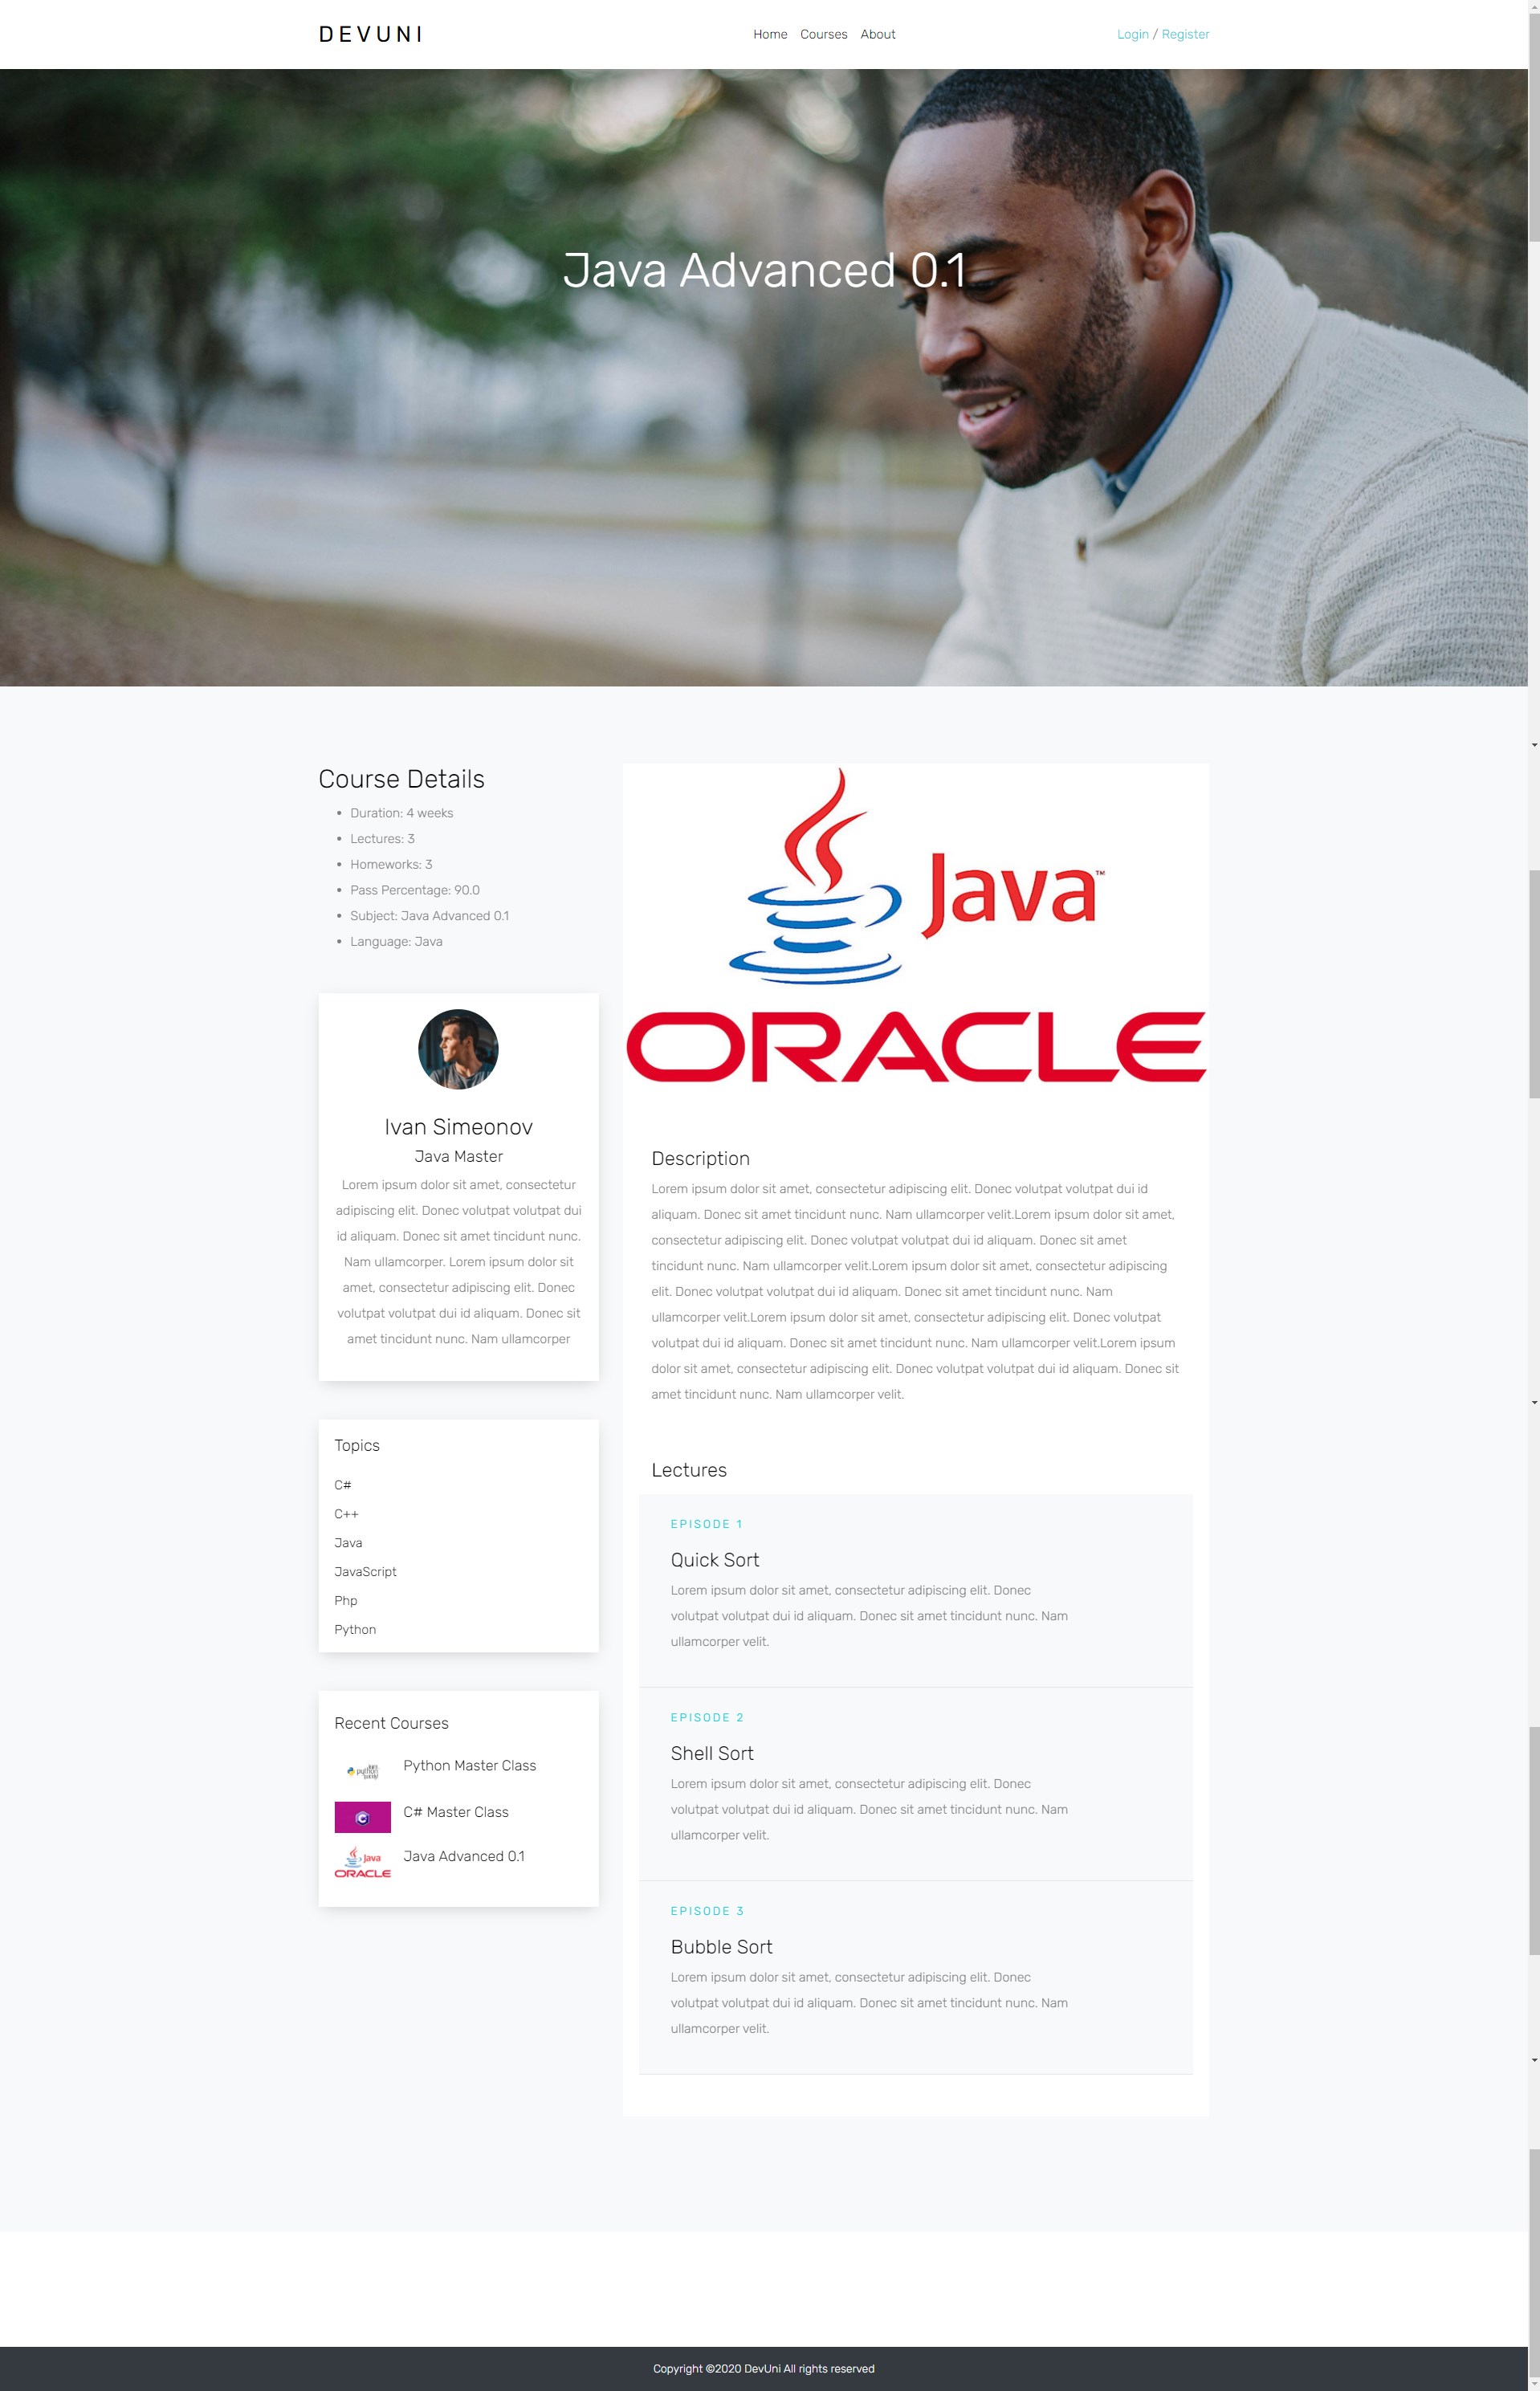 DEVUNI
Home Courses About
Login / Register
Java Advanced 0.1
Course Details
Duration: 4 weeks
Lectures: 3
Homeworks: 3
Pass Percentage: 90.0
Subject: Java Advanced 0.1
Language: Java
Ivan Simeonov
Java Master
Lorem ipsum dolor sit amet, consectetur
adipiscing elit. Donec volutpat volutpat dui
id aliquam. Donec sit amet tincidunt nunc.
Nam ullamcorper. Lorem ipsum dolor sit
amet, consectetur adipiscing elit. Donec
volutpat volutpat dui id aliquam. Donec sit
amet tincidunt nunc. Nam ullamcorper
Topics
C#
C++
Java
JavaScript
Php
Python
Recent Courses
python
Python Master Class
C
C# Master Class
Java
ORACLE
Java Advanced 0.1
Java™
ORACLE
Description
Lorem ipsum dolor sit amet, consectetur adipiscing elit. Donec volutpat volutpat dui id
aliquam. Donec sit amet tincidunt nunc. Nam ullamcorper velit.Lorem ipsum dolor sit amet,
consectetur adipiscing elit. Donec volutpat volutpat dui id aliquam. Donec sit amet
tincidunt nunc. Nam ullamcorper velit.Lorem ipsum dolor sit amet, consectetur adipiscing
elit. Donec volutpat volutpat dui id aliquam. Donec sit amet tincidunt nunc. Nam
ullamcorper velit.Lorem ipsum dolor sit amet, consectetur adipiscing elit. Donec volutpat
volutpat dui id aliquam. Donec sit amet tincidunt nunc. Nam ullamcorper velit.Lorem ipsum
dolor sit amet, consectetur adipiscing elit. Donec volutpat volutpat dui id aliquam. Donec sit
amet tincidunt nunc. Nam ullamcorper velit.
Lectures
EPISODE 1
Quick Sort
Lorem ipsum dolor sit amet, consectetur adipiscing elit. Donec
volutpat volutpat dui id aliquam. Donec sit amet tincidunt nunc. Nam
ullamcorper velit.
EPISODE 2
Shell Sort
Lorem ipsum dolor sit amet, consectetur adipiscing elit. Donec
volutpat volutpat dui id aliquam. Donec sit amet tincidunt nunc. Nam
ullamcorper velit.
EPISODE 3
Bubble Sort
Lorem ipsum dolor sit amet, consectetur adipiscing elit. Donec
volutpat volutpat dui id aliquam. Donec sit amet tincidunt nunc. Nam
ullamcorper velit.
Copyright ©2020 DevUni All rights reserved